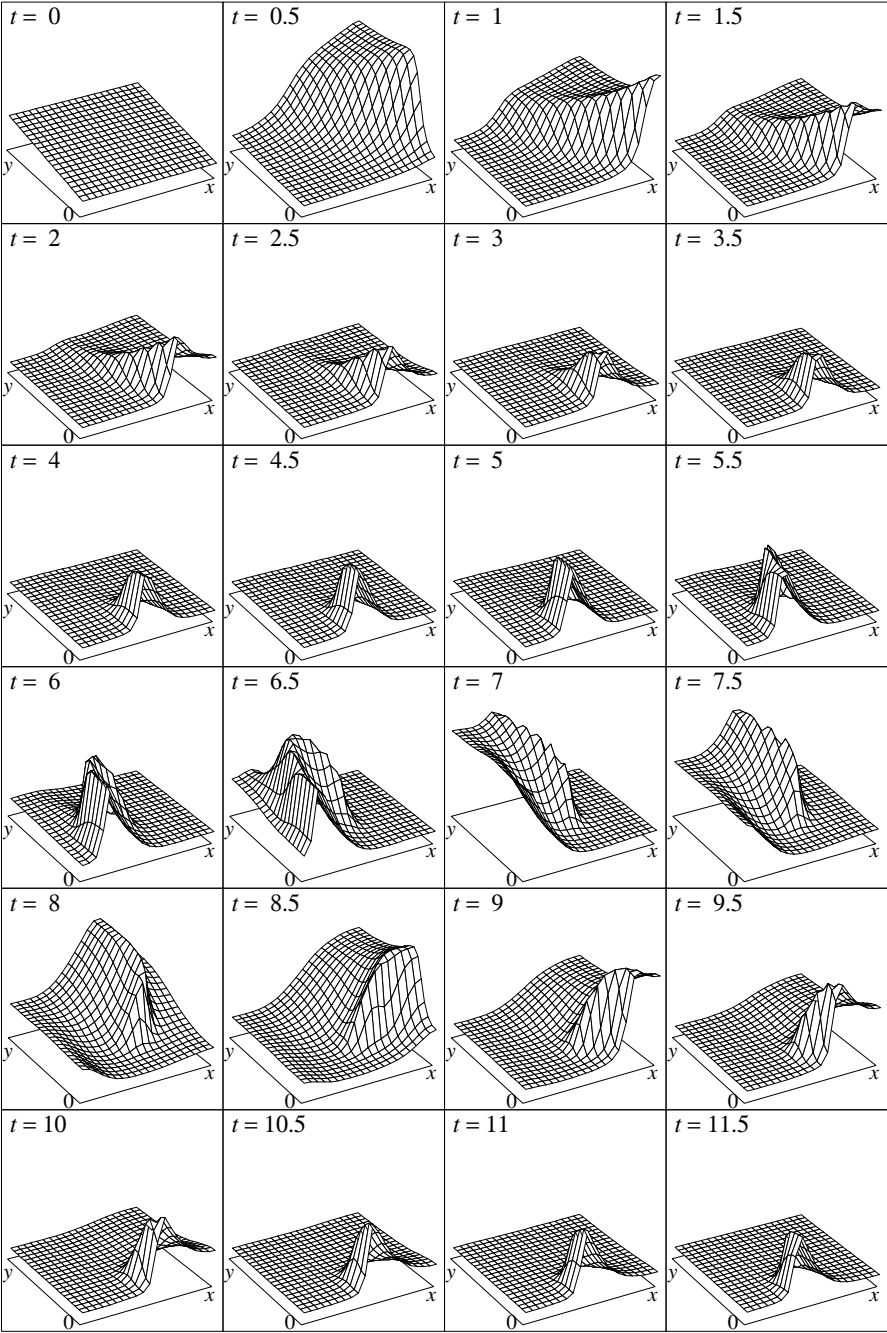 t = 0
y
0
x
t = 0.5
y
0
x
t = 1
y
0
x
t = 1.5
y
0
x
t = 2
y
0
x
t = 2.5
y
0
x
t = 3
y
0
x
t = 3.5
y
0
x
t = 4
y
0
x
t = 4.5
y
0
x
t = 5
y
0
x
t = 5.5
y
0
x
t = 6
y
0
x
t = 6.5
y
0
x
t = 7
y
0
x
t = 7.5
y
0
x
t = 8
y
0
x
t = 8.5
y
0
x
t = 9
y
0
x
t = 9.5
y
0
x
t = 10
y
0
x
t = 10.5
y
0
x
t = 11
y
0
x
t = 11.5
y
0
x